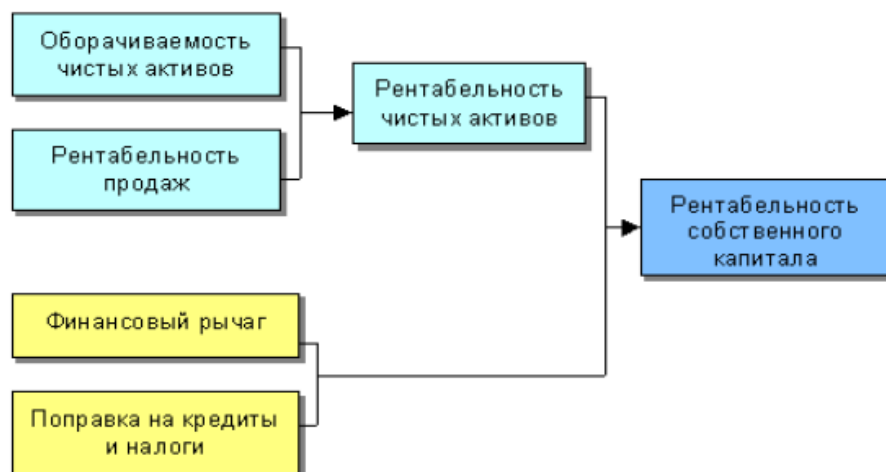 Оборачиваемость
чистых активов
Рентабельность
продаж
Рентабельность
чистых активов
Рентабельность
собственного
капитала
Финансовый рычаг
Поправка на кредиты
и налоги